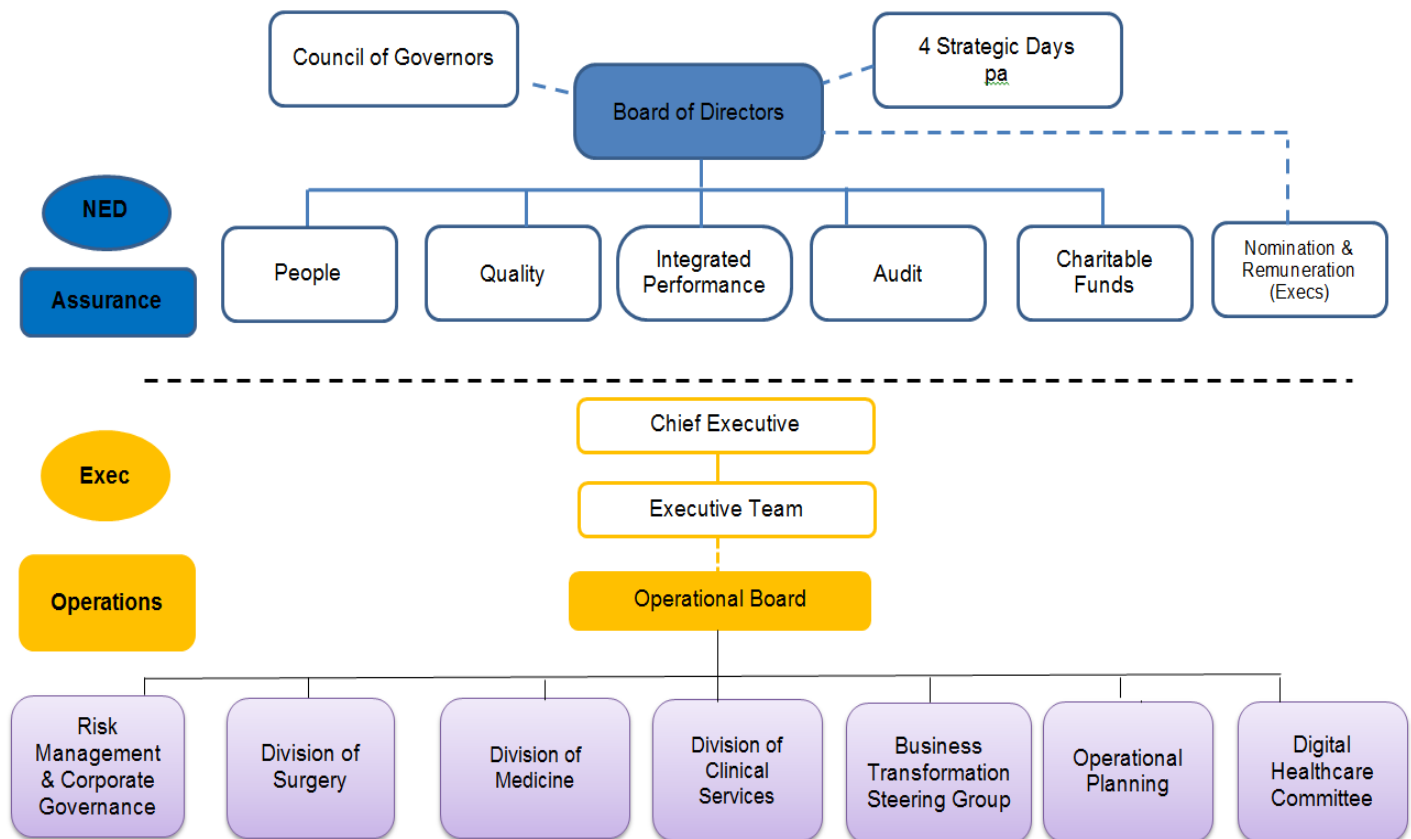 Council of Governors
4 Strategic Days
pa
Board of Directors
NED
Assurance
People
Quality
Integrated
Performance
Audit
Charitable
Funds
Nomination &
Remuneration
(Execs)
Chief Executive
Exec
Executive Team
Operations
Operational Board
Risk
Management
& Corporate
Governance
Division of
Surgery
Division of
Medicine
Division of
Clinical
Services
Business
Transformation
Steering Group
Operational
Planning
Digital
Healthcare
Committee